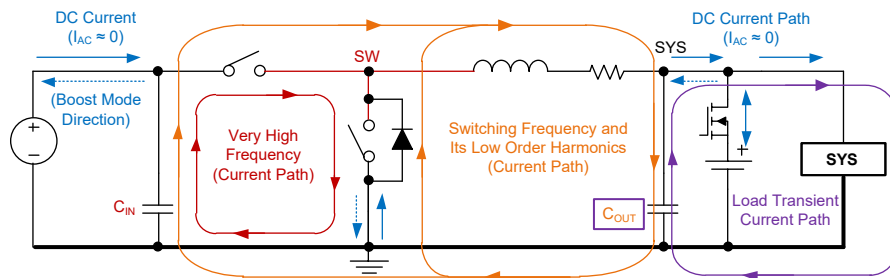 DC Current
(IAC ≈ 0)
(Boost Mode
Direction)
SW
SYS
DC Current Path
(IAC ≈ 0)
Very High
Frequency
(Current Path)
Switching Frequency and
Its Low Order Harmonics
(Current Path)
+
SYS
CIN
COUT
Load Transient
Current Path
+
−